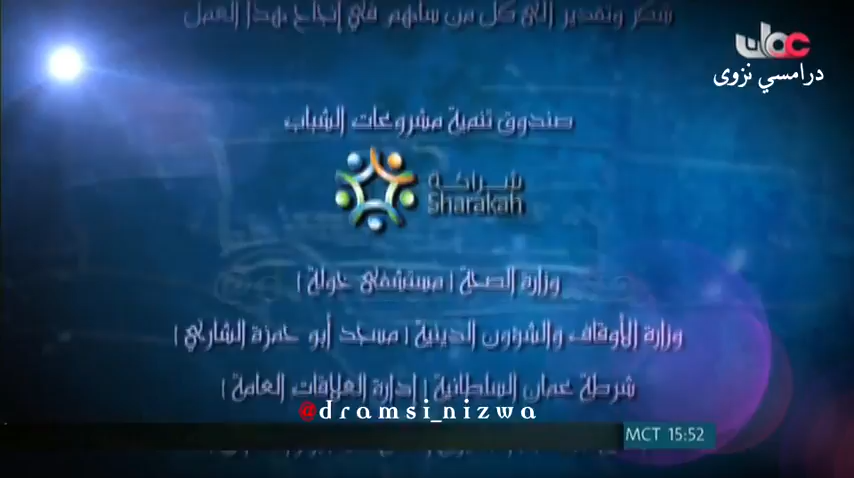 شكر وتقدير إلى كل من ساهم في إنجاح بهذا العمل
عمان
درامسي نزوى
صندوق تنمية مشروعات الشباب
شراكة
Sharakah
وزارة الصحة ( مستشفى خولة )
وزارة الأوقاف والشؤون الدينية ( مسجد أبو حمزة الشاري )
شرطة عمان السلطانية ( إدارة العلاقات العامة )
@dramsi_nizwa
MCT 15:52